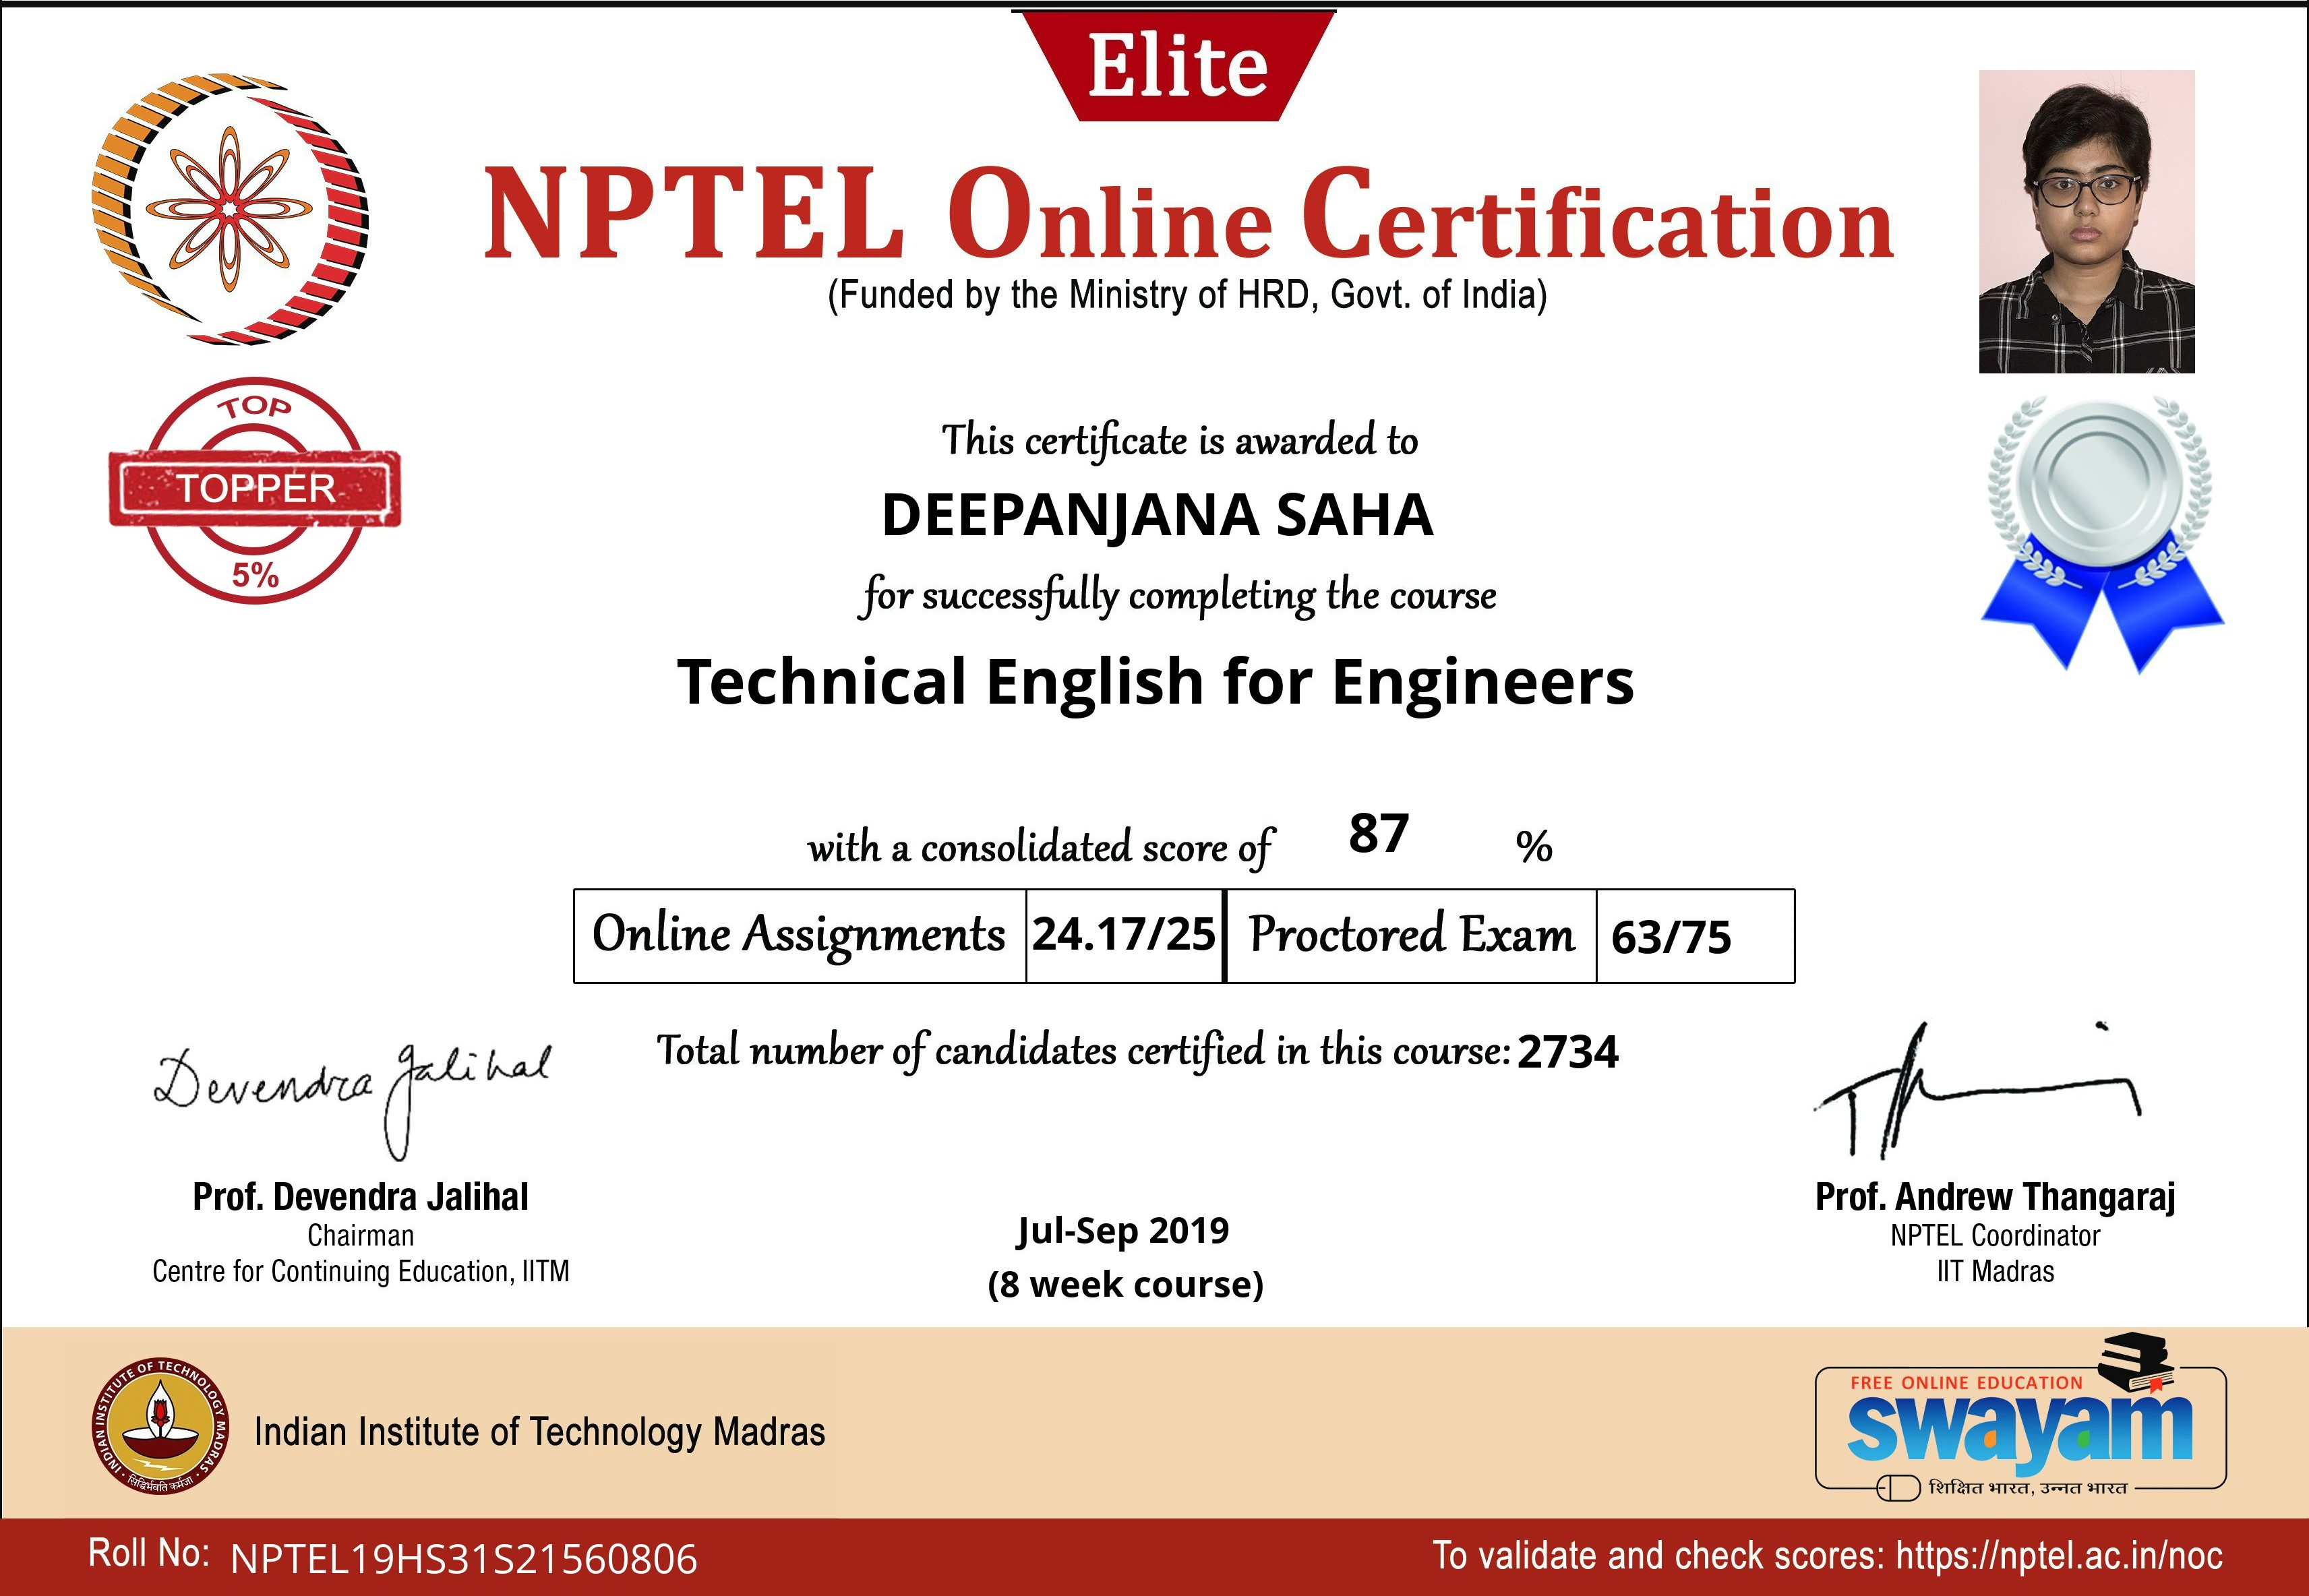 Elite
NPTEL Online Certification
(Funded by the Ministry of HRD, Govt. of India)
TOP
TOPPER
5%
This certificate is awarded to
DEEPANJANA SAHA
for successfully completing the course
Technical English for Engineers
with a consolidated score of 87 %
Online Assignments 24.17/25 Proctored Exam 63/75
Total number of candidates certified in this course: 2734
Devendra Jalihal
Prof. Devendra Jalihal
Chairman
Centre for Continuing Education, IITM
Jul-Sep 2019
(8 week course)
Prof. Andrew Thangaraj
NPTEL Coordinator
IIT Madras
INDIAN INSTITUTE OF TECHNOLOGY MADRAS
सिद्धिर्भवति कर्मजा
Indian Institute of Technology Madras
FREE ONLINE EDUCATION
swayam
शिक्षित भारत, उन्नत भारत
Roll No: NPTEL19HS31S21560806
To validate and check scores: https://nptel.ac.in/noc